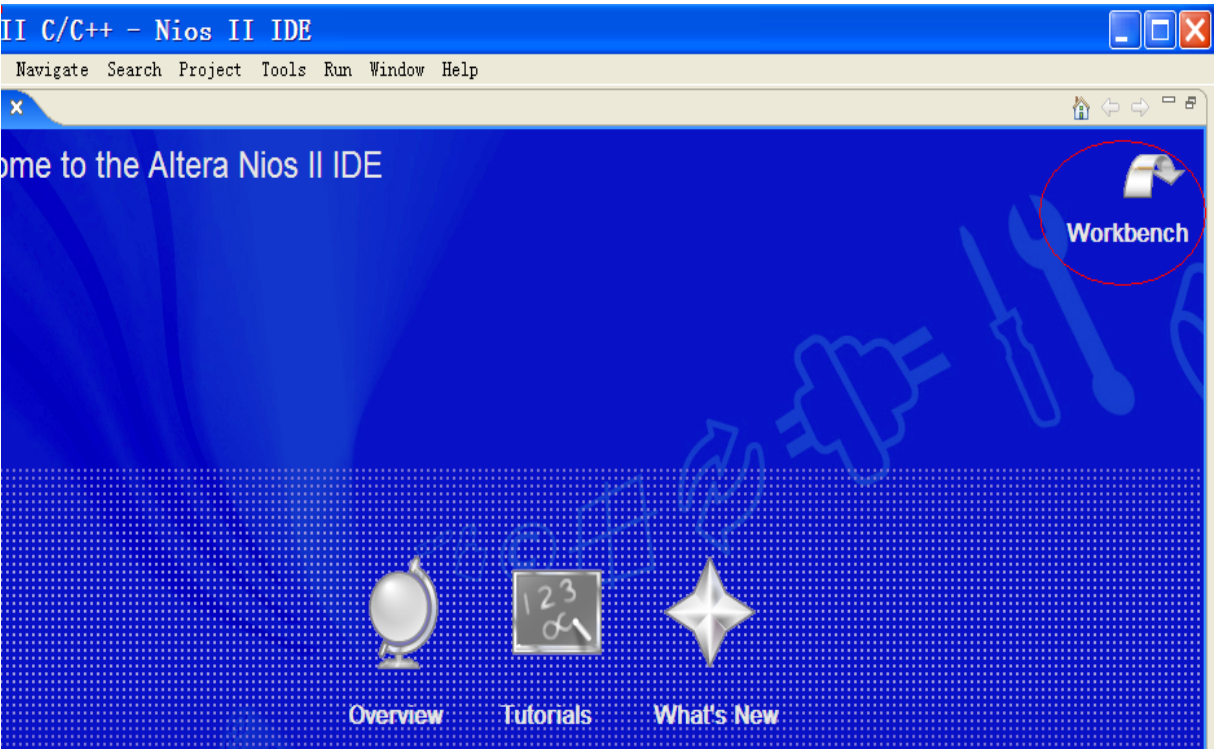 II C/C++ - Nios II IDE
Navigate Search Project Tools Run Window Help
ome to the Altera Nios II IDE
Workbench
123
Overview Tutorials What's New